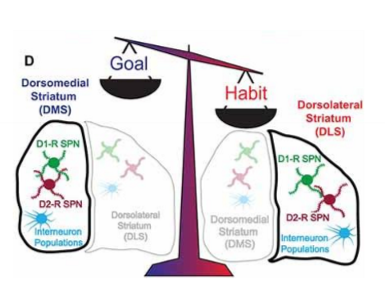 D
Goal
Habit
Dorsomedial
Striatum
(DMS)
D1-R SPN
D2-R SPN
Interneuron
Populations
Dorsolateral
Striatum
(DLS)
Dorsomedial
Striatum
(DMS)
Dorsolateral
Striatum
(DLS)
D1-R SPN
D2-R SPN
Interneuron
Populations